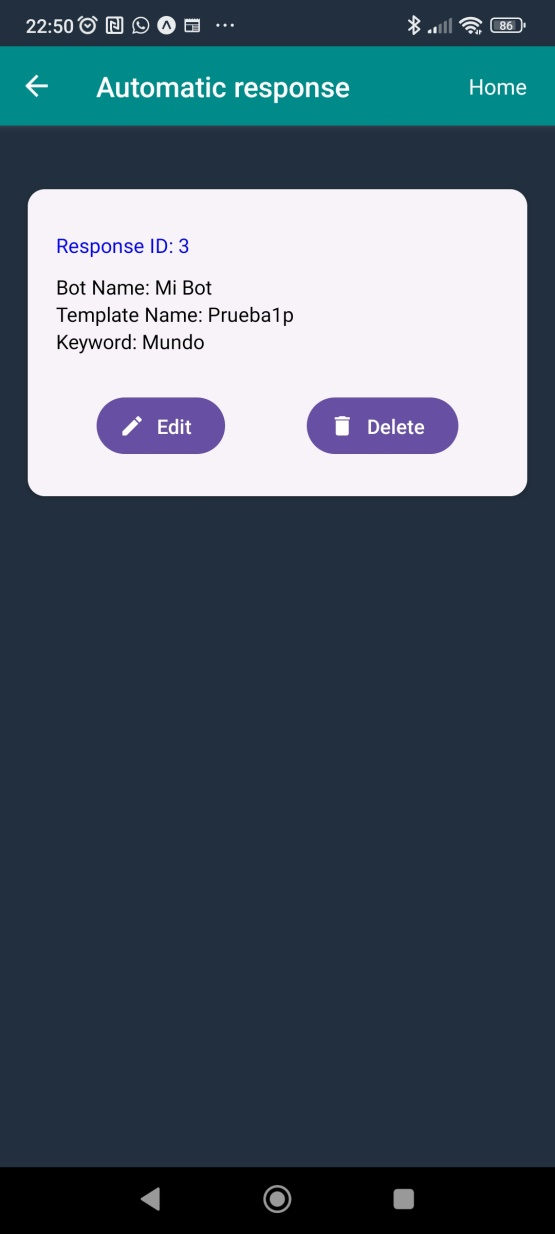 22:50
86
Automatic response
Home
Response ID: 3
Bot Name: Mi Bot
Template Name: Prueba1p
Keyword: Mundo
Edit
Delete